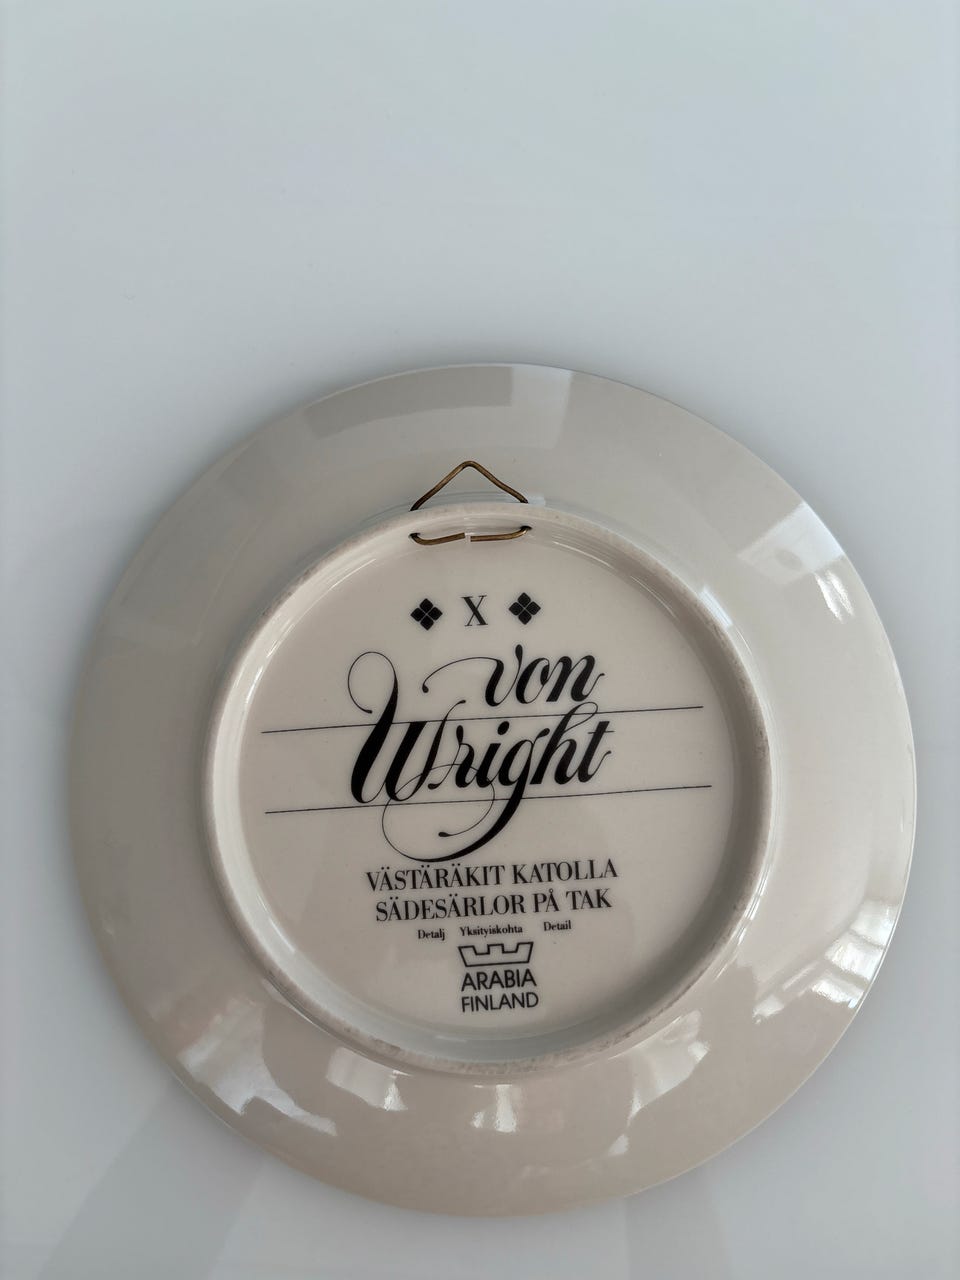 X
von
Wright
VÄSTÄRÄKIT KATOLLA
SÄDESÄRLOR PÅ TAK
Detalj Yksityiskohta Detail
ARABIA
FINLAND